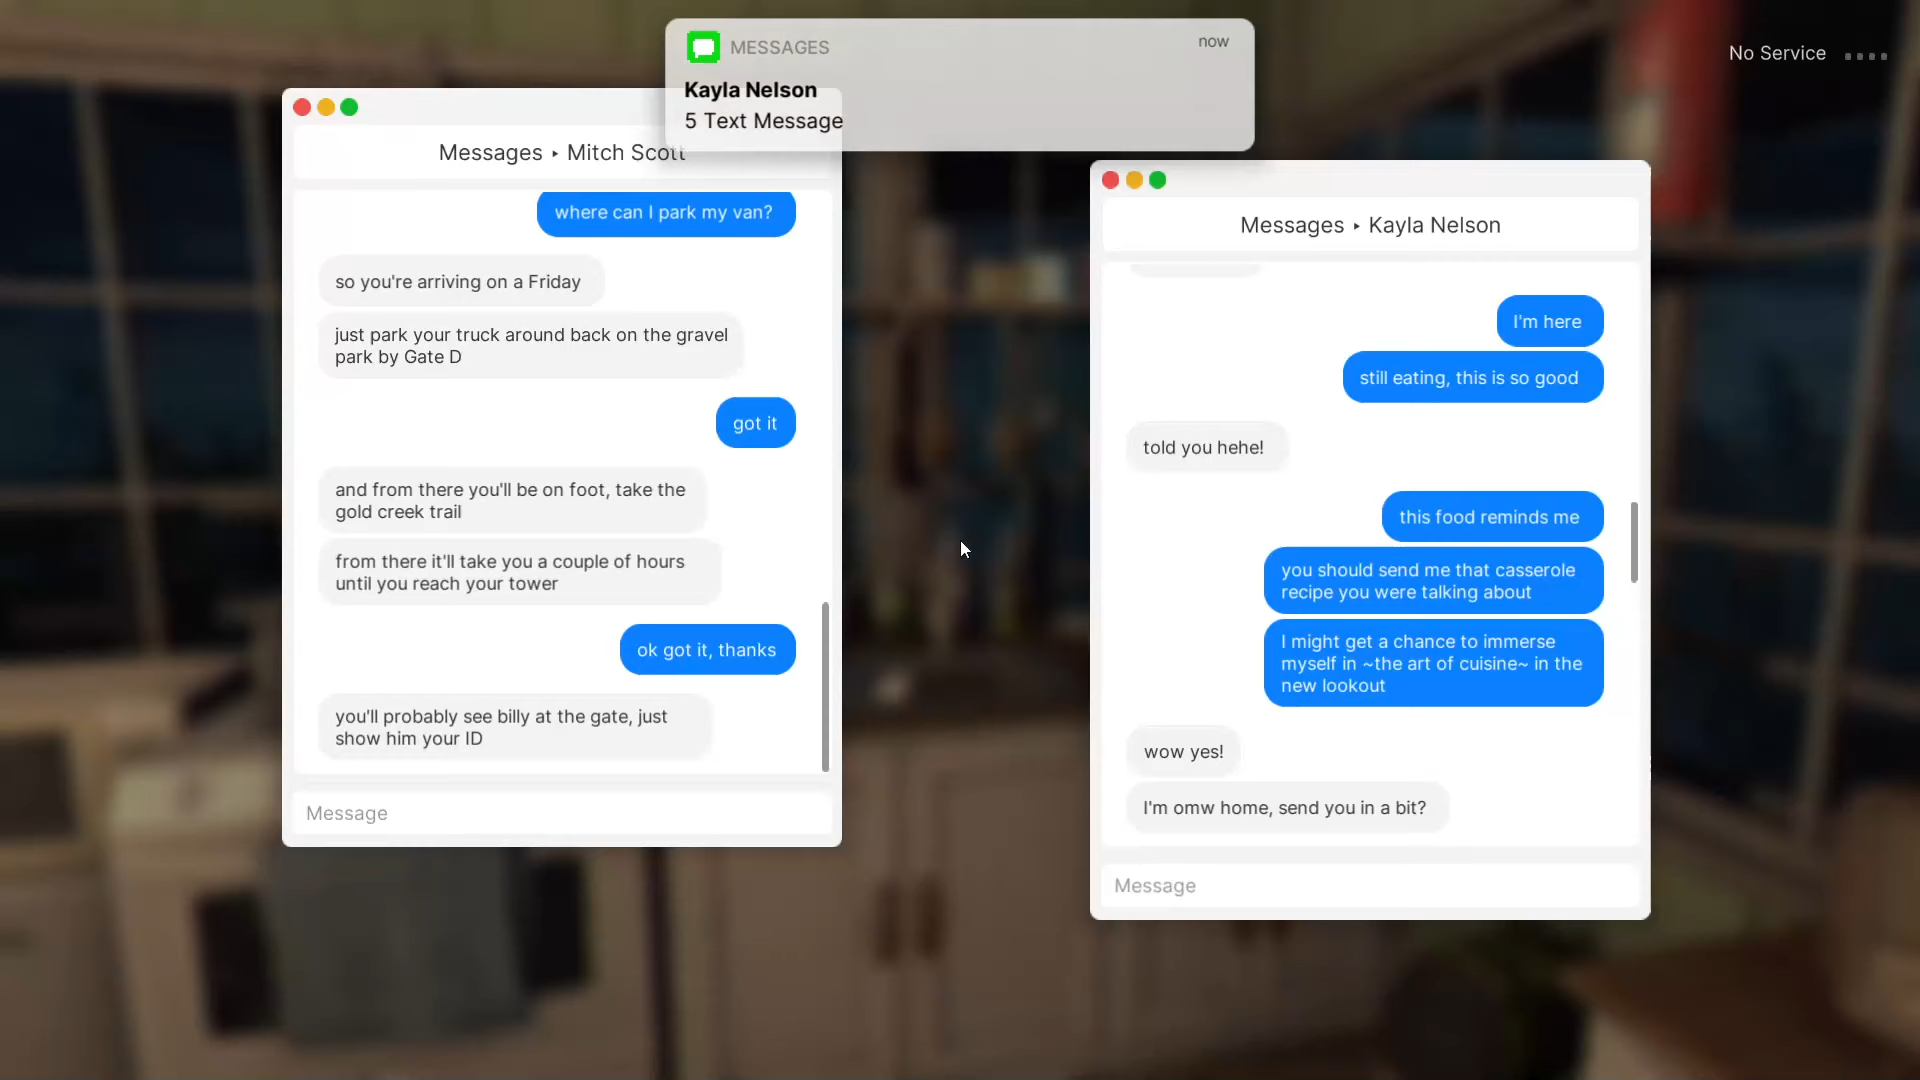 MESSAGES
now
Kayla Nelson
5 Text Message
No Service
Messages ‣ Mitch Scott
where can I park my van?
so you're arriving on a Friday
just park your truck around back on the gravel
park by Gate D
got it
and from there you'll be on foot, take the
gold creek trail
from there it'll take you a couple of hours
until you reach your tower
ok got it, thanks
you'll probably see billy at the gate, just
show him your ID
Message
Messages ‣ Kayla Nelson
I'm here
still eating, this is so good
told you hehe!
this food reminds me
you should send me that casserole
recipe you were talking about
I might get a chance to immerse
myself in ~the art of cuisine~ in the
new lookout
wow yes!
I'm omw home, send you in a bit?
Message